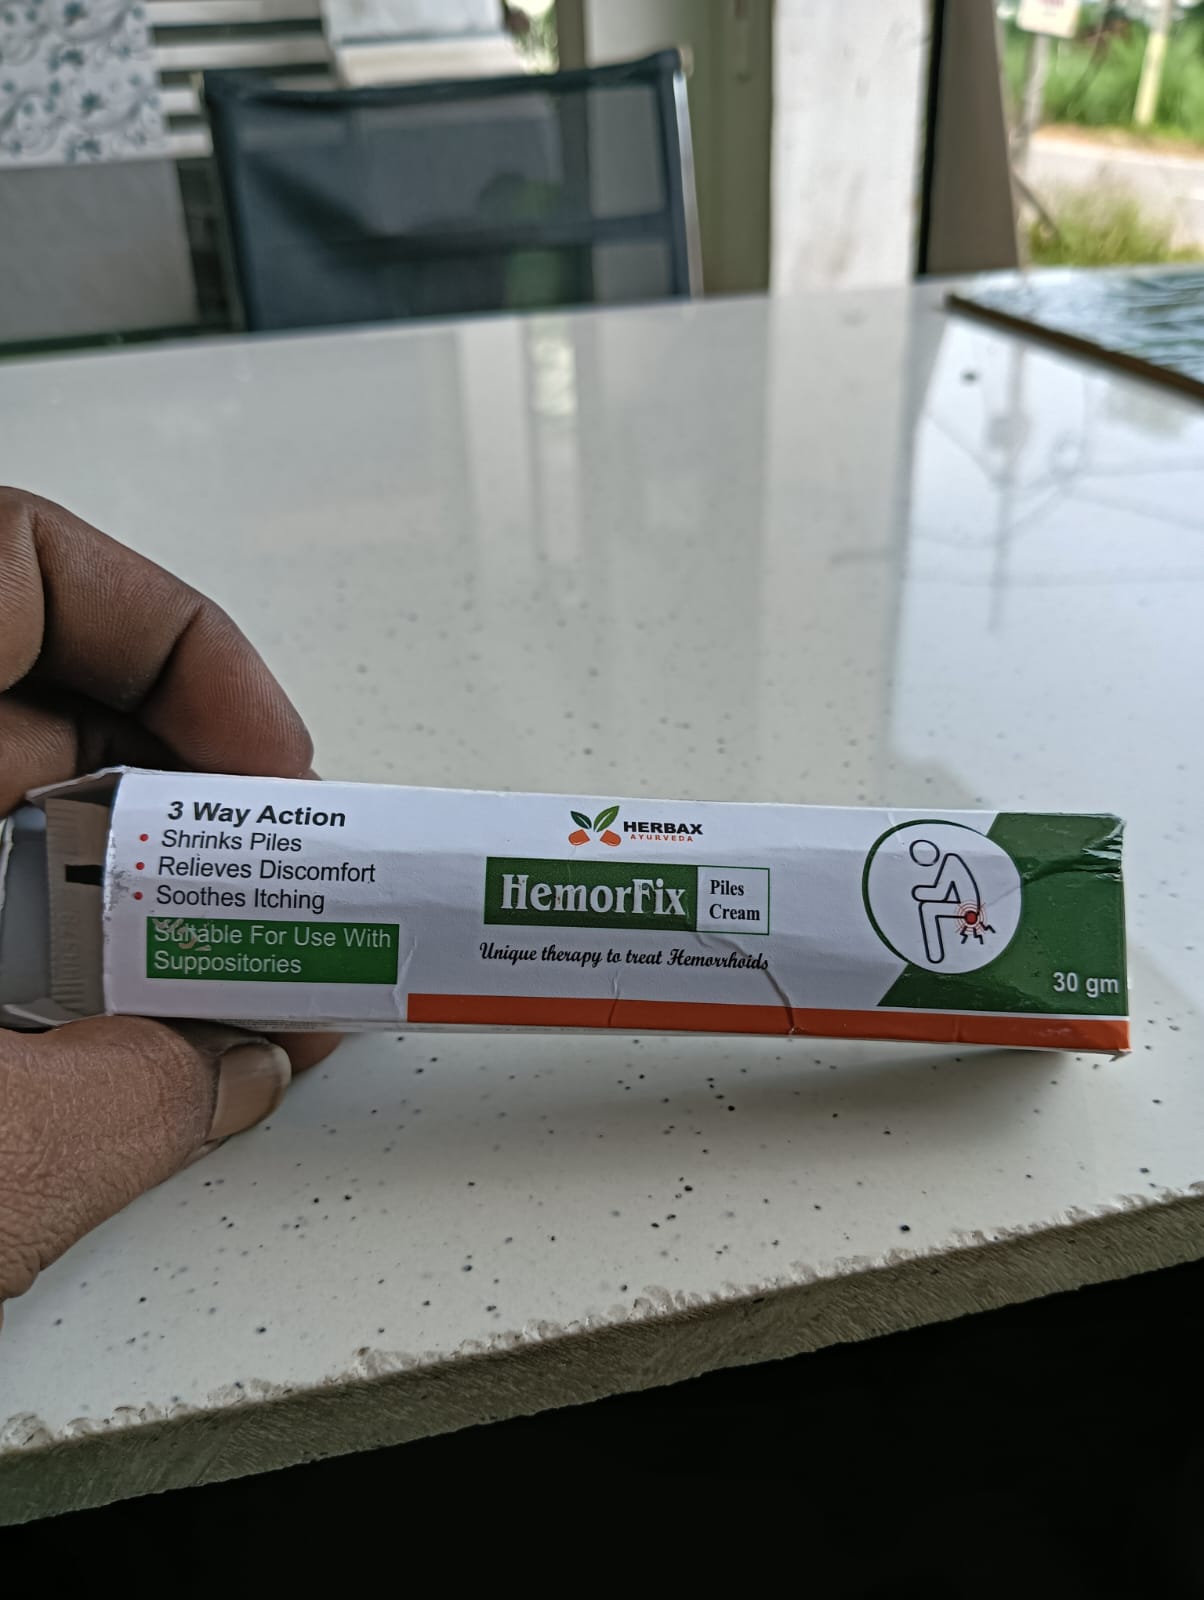 3 Way Action
• Shrinks Piles
• Relieves Discomfort
• Soothes Itching
Suitable For Use With
Suppositories
HERBAX
AYURVEDA
HemorFix
Piles
Cream
Unique therapy to treat Hemorrhoids
30 gm